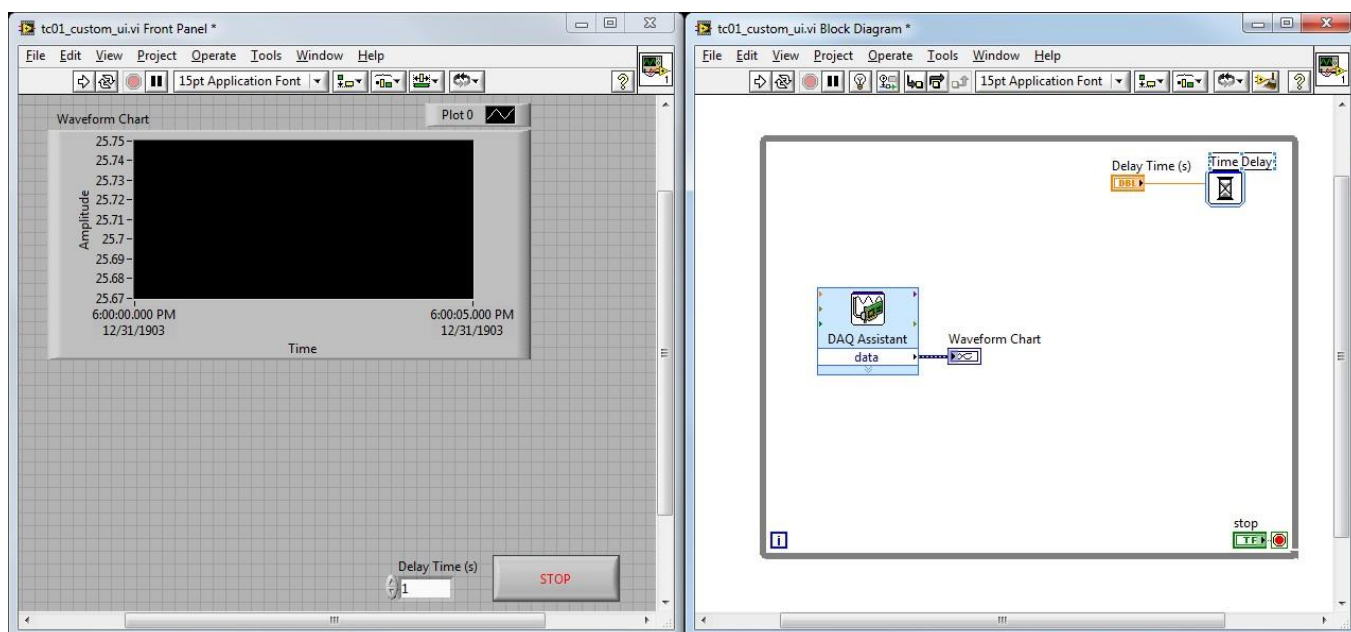 tc01_custom_ui.vi Front Panel *
File Edit View Project Operate Tools Window Help
15pt Application Font
1
Waveform Chart
Plot 0
25.75
25.74
25.73
25.72
25.71
25.7
25.69
25.68
25.67
Amplitude
6:00:00.000 PM 6:00:05.000 PM
12/31/1903 12/31/1903
Time
Delay Time (s)
1
STOP
tc01_custom_ui.vi Block Diagram *
File Edit View Project Operate Tools Window Help
15pt Application Font
1
Delay Time (s) Time Delay
DBL
DAQ Assistant
data
Waveform Chart
stop
TF
i